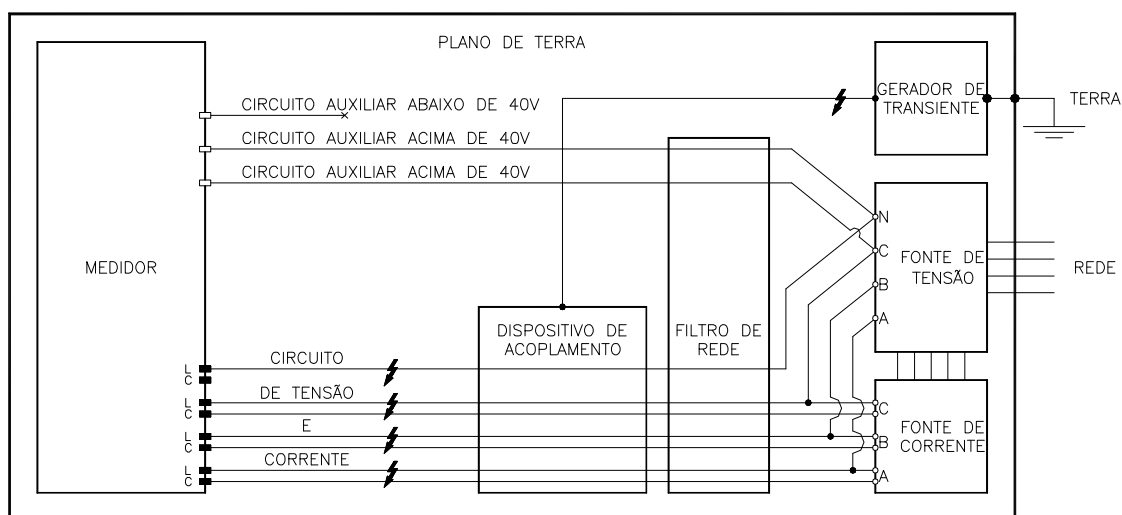 PLANO DE TERRA
GERADOR DE
TRANSIENTE
TERRA
CIRCUITO AUXILIAR ABAIXO DE 40V
CIRCUITO AUXILIAR ACIMA DE 40V
CIRCUITO AUXILIAR ACIMA DE 40V
MEDIDOR
N
C
B
A
FONTE DE
TENSÃO
REDE
DISPOSITIVO DE
ACOPLAMENTO
FILTRO DE
REDE
L
C
CIRCUITO
L
C
DE TENSÃO
L
C
E
L
C
CORRENTE
C
B
A
FONTE DE
CORRENTE